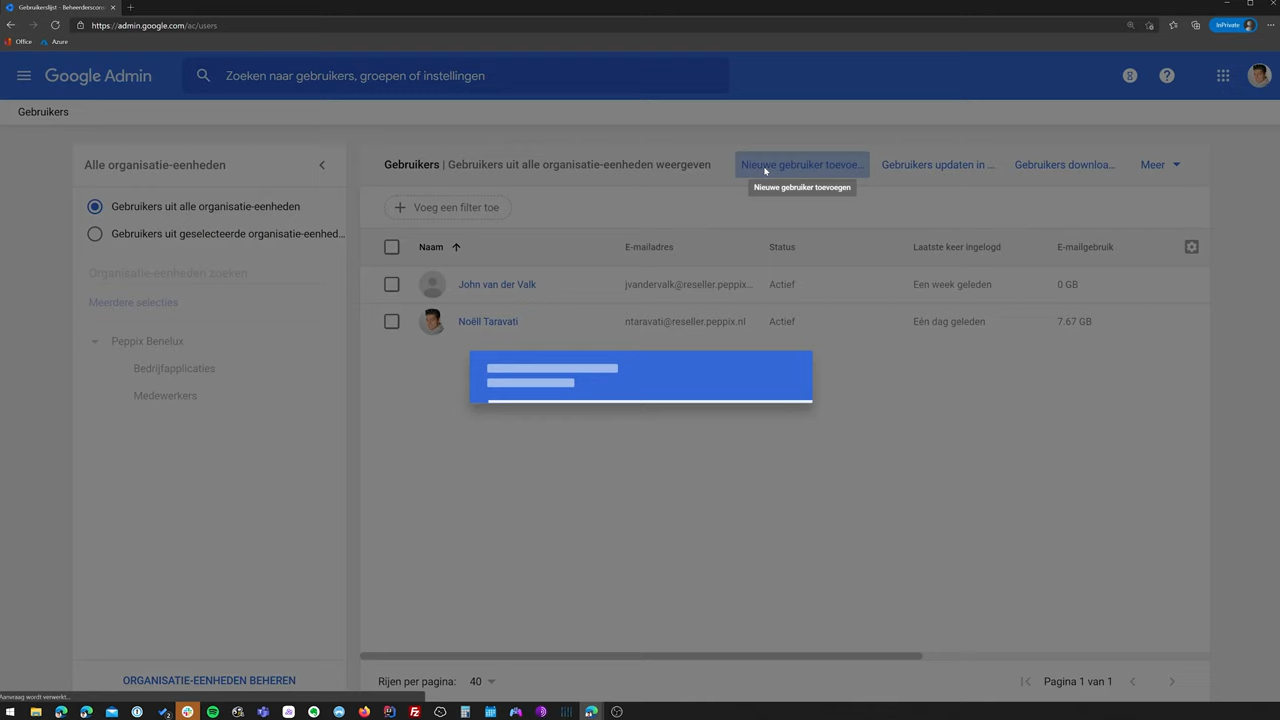 Gebruikerslijst - Beheerderscons
https://admin.google.com/ac/users
InPrivate
Office
Azure
Google Admin
Zoeken naar gebruikers, groepen of instellingen
Gebruikers
Alle organisatie-eenheden
Gebruikers | Gebruikers uit alle organisatie-eenheden weergeven
Nieuwe gebruiker toevoe...
Gebruikers updaten in ...
Gebruikers downloa...
Meer
Nieuwe gebruiker toevoegen
Gebruikers uit alle organisatie-eenheden
Voeg een filter toe
Gebruikers uit geselecteerde organisatie-eenhed...
Naam
E-mailadres
Status
Laatste keer ingelogd
E-mailgebruik
Organisatie-eenheden zoeken
John van der Valk
jvandervalk@reseller.peppix...
Actief
Een week geleden
0 GB
Meerdere selecties
Noëll Taravati
ntaravati@reseller.peppix.nl
Actief
Eén dag geleden
7.67 GB
Peppix Benelux
Bedrijfapplicaties
Medewerkers
ORGANISATIE-EENHEDEN BEHEREN
Rijen per pagina:
40
Pagina 1 van 1
Aanvraag wordt verwerkt...